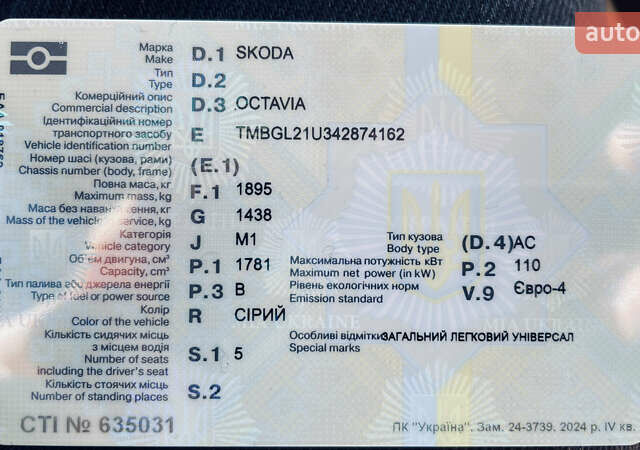 auto
Марка D.1 SKODA
Make
Тип D.2
Type
Комерційний опис D.3 OCTAVIA
Commercial description
Ідентифікаційний номер
транспортного засобу E TMBGL21U342874162
Vehicle identification number
Номер шасі (кузова, рами) (E.1)
Chassis number (body, frame)
Повна маса, кг F.1 1895
Maximum mass, kg
Маса без навантаження, кг G 1438
Mass of the vehicle in service, kg
Категорія J M1 Тип кузова (D.4) AC
Vehicle category Body type
Об'єм двигуна, см³ P.1 1781 Максимальна потужність кВт P.2 110
Capacity, cm³ Maximum net power (in kW)
Тип палива або джерела енергії P.3 B Рівень екологічних норм V.9 Євро-4
Type of fuel or power source Emission standard
Колір R СІРИЙ
Color of the vehicle
Кількість сидячих місць Особливі відмітки ЗАГАЛЬНИЙ ЛЕГКОВИЙ УНІВЕРСАЛ
з місцем водія S.1 5 Special marks
Number of seats
including the driver's seat
Кількість стоячих місць S.2
Number of standing places
СТІ № 635031 ПК "Україна". Зам. 24-3739. 2024 р. IV кв.